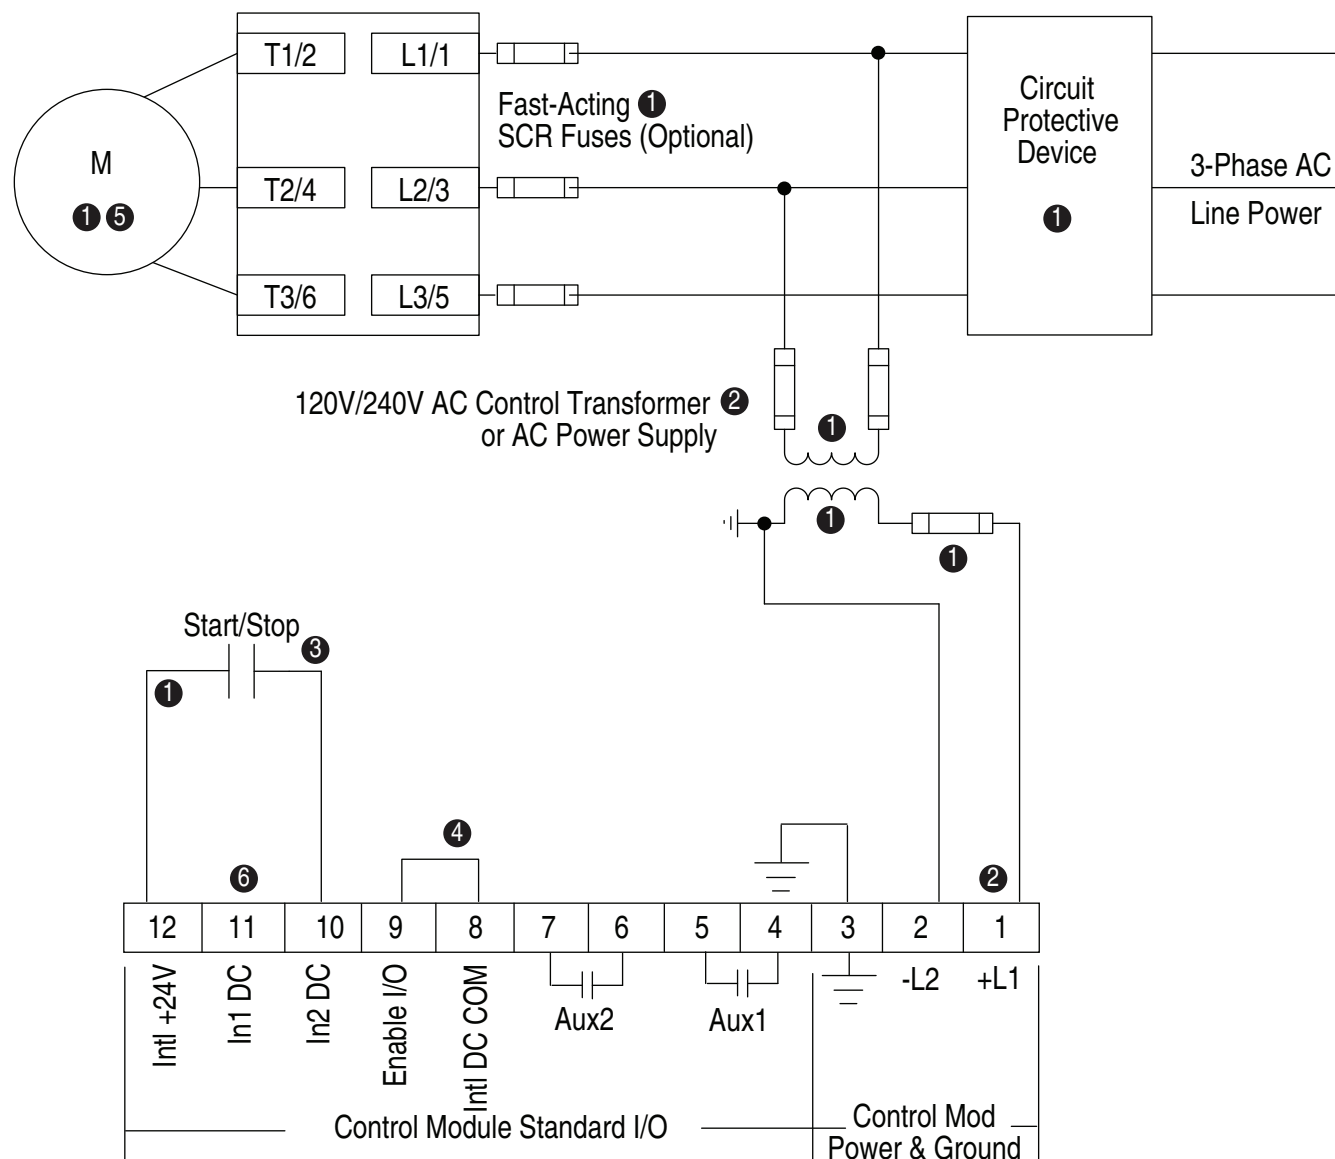 T1/2 L1/1
Fast-Acting ❶
SCR Fuses (Optional)
Circuit
Protective
Device
❶
3-Phase AC
Line Power
M
❶ ❺
T2/4 L2/3
T3/6 L3/5
120V/240V AC Control Transformer ❷
or AC Power Supply
❶
❶
❶
Start/Stop
❸
❶
❹
❻
❷
12 11 10 9 8 7 6 5 4 3 2 1
Intl +24V
In1 DC
In2 DC
Enable I/O
Intl DC COM
Aux2
Aux1
-L2
+L1
Control Module Standard I/O
Control Mod
Power & Ground